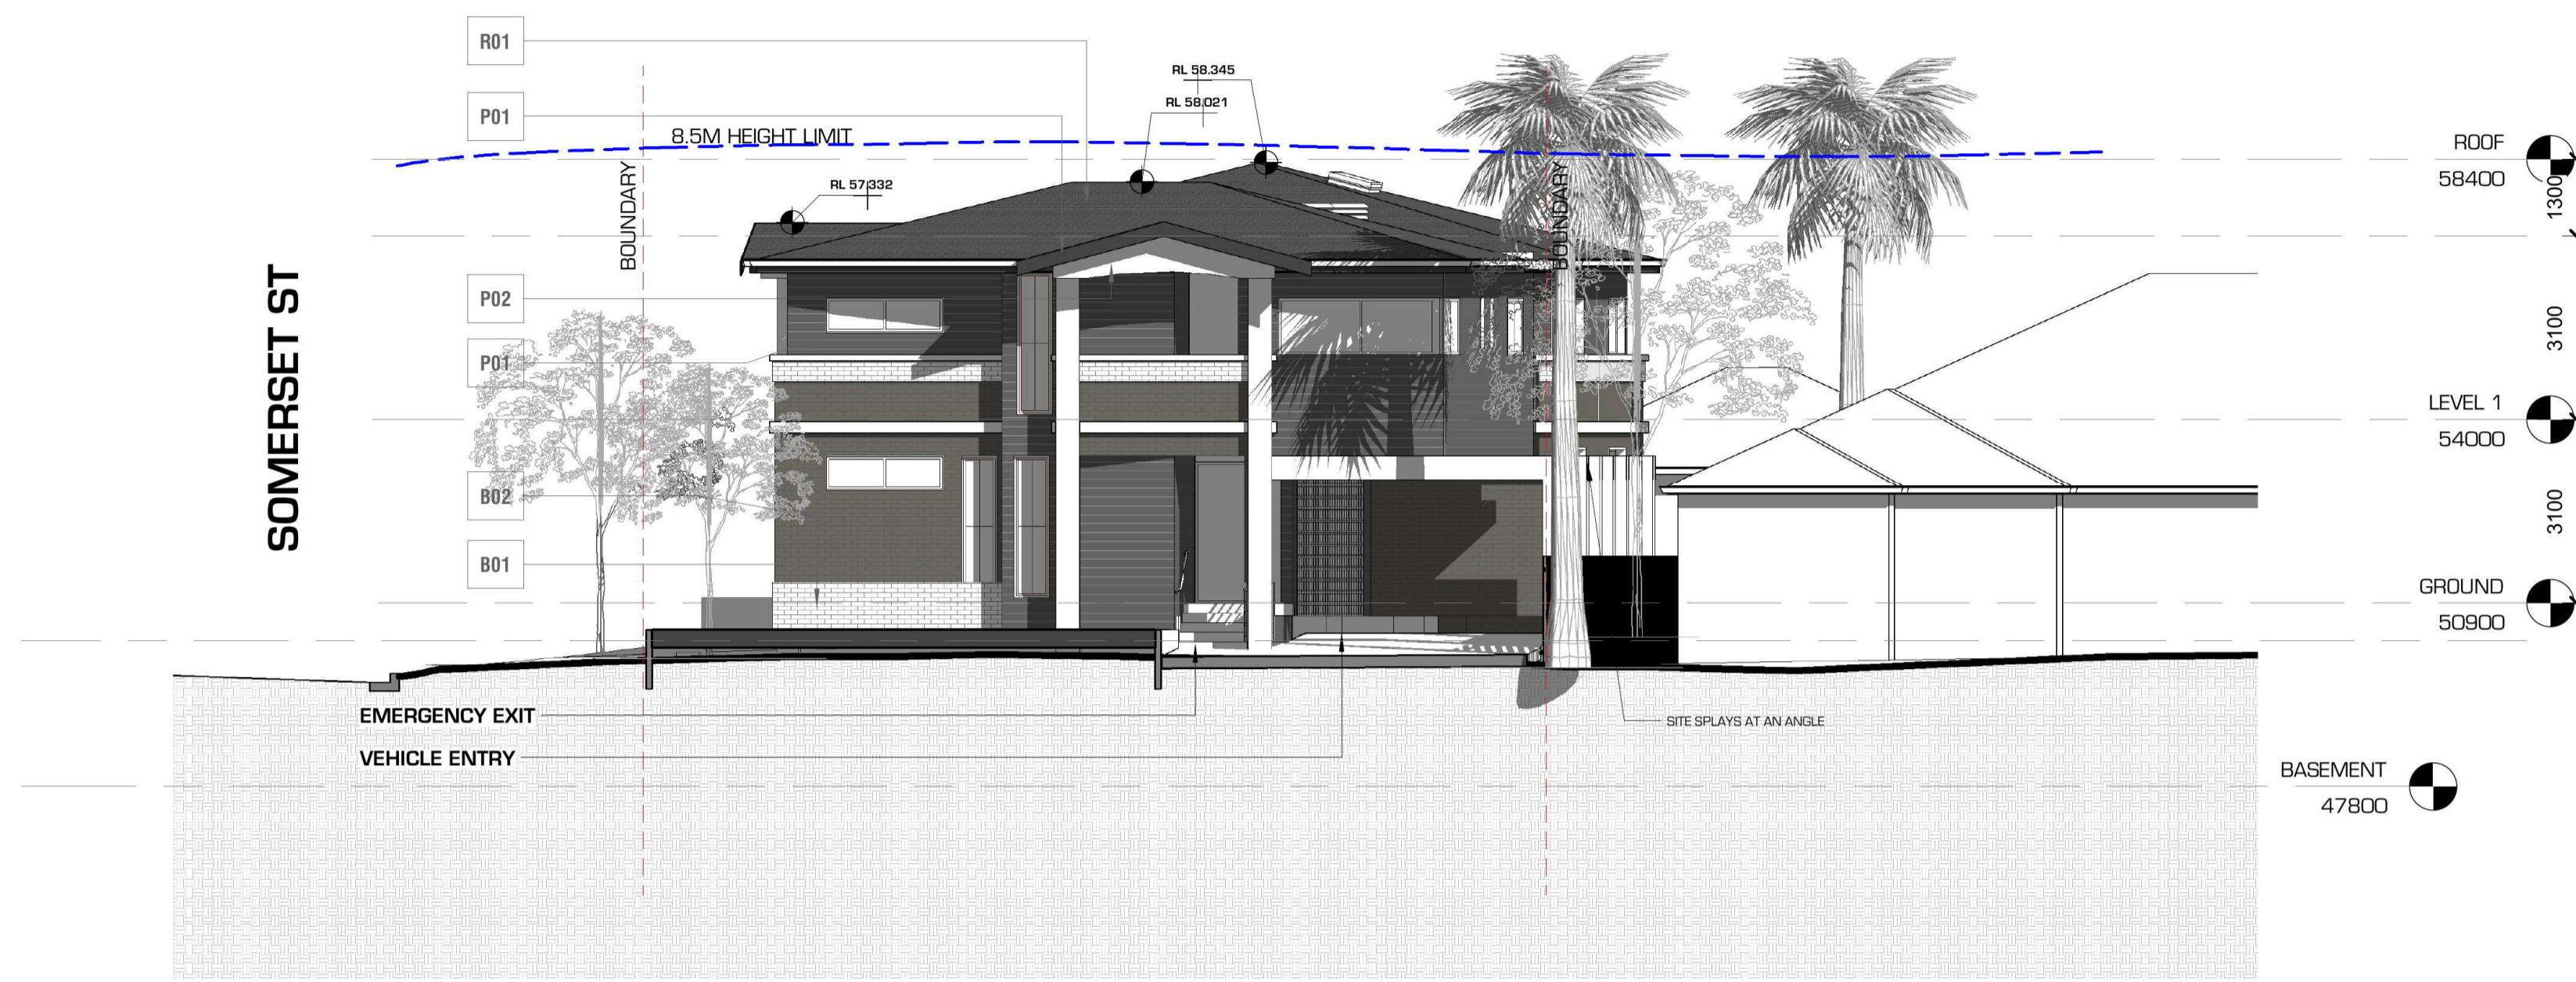 SOMERSET ST
R01
P01
P02
P01
B02
B01
RL 58.345
RL 58.021
8.5M HEIGHT LIMIT
RL 57.332
BOUNDARY
BOUNDARY
ROOF
58400
1300
3100
LEVEL 1
54000
3100
GROUND
50900
EMERGENCY EXIT
VEHICLE ENTRY
SITE SPLAYS AT AN ANGLE
BASEMENT
47800